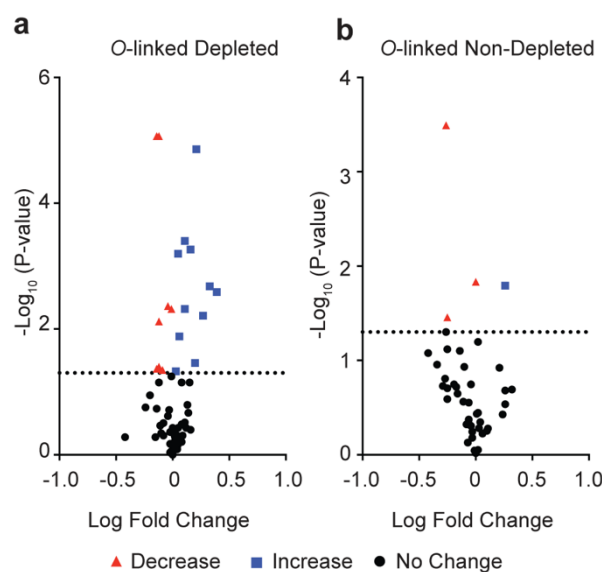 a
O-linked Depleted
6
4
2
0
-Log10 (P-value)
-1.0 -0.5 0.0 0.5 1.0
Log Fold Change
b
O-linked Non-Depleted
4
3
2
1
0
-Log10 (P-value)
-1.0 -0.5 0.0 0.5 1.0
Log Fold Change
Decrease Increase No Change